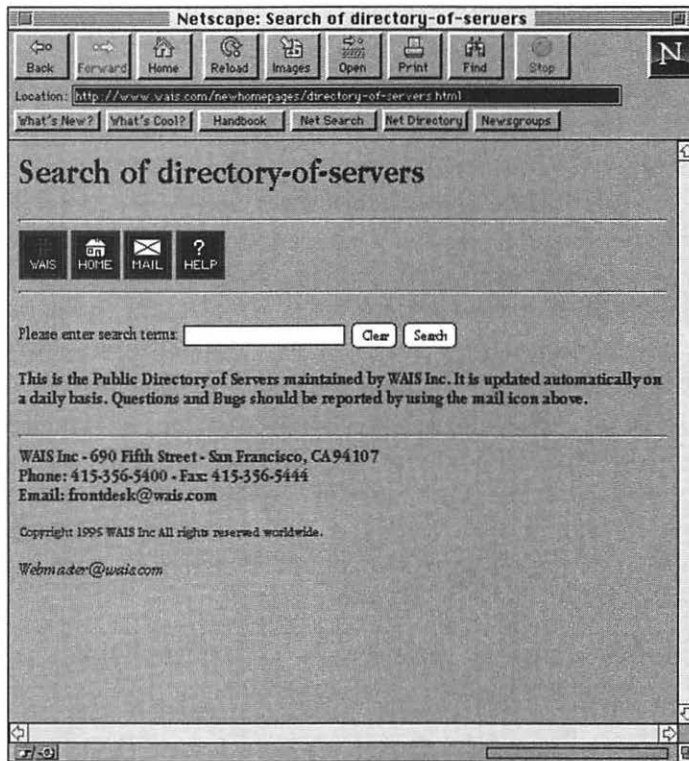 Netscape: Search of directory-of-servers
Back Forward Home Reload Images Open Print Find Stop
N
Location: http://www.wais.com/newhomepages/directory-of-servers.html
What's New? What's Cool? Handbook Net Search Net Directory Newsgroups
Search of directory-of-servers
WAIS HOME MAIL ? HELP
Please enter search terms: Clear Search
This is the Public Directory of Servers maintained by WAIS Inc. It is updated automatically on
a daily basis. Questions and Bugs should be reported by using the mail icon above.
WAIS Inc - 690 Fifth Street - San Francisco, CA 94107
Phone: 415-356-5400 - Fax: 415-356-5444
Email: frontdesk@wais.com
Copyright 1995 WAIS Inc All rights reserved worldwide.
Webmaster@wais.com